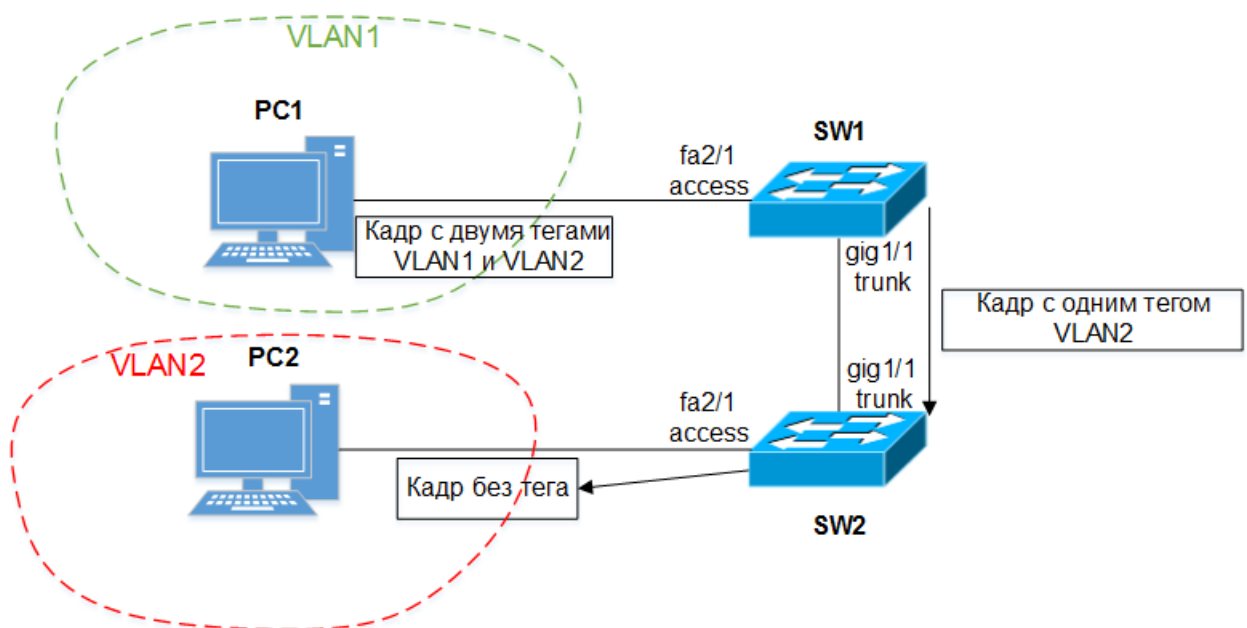 VLAN1
PC1
SW1
fa2/1
access
Кадр с двумя тегами
VLAN1 и VLAN2
gig1/1
trunk
Кадр с одним тегом
VLAN2
VLAN2
PC2
gig1/1
trunk
fa2/1
access
Кадр без тега
SW2